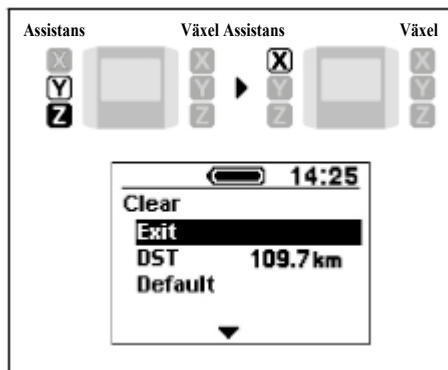 Assistans Växel Assistans Växel
X X X X
Y Y Y Y
Z Z Z Z
14:25
Clear
Exit
DST 109.7 km
Default